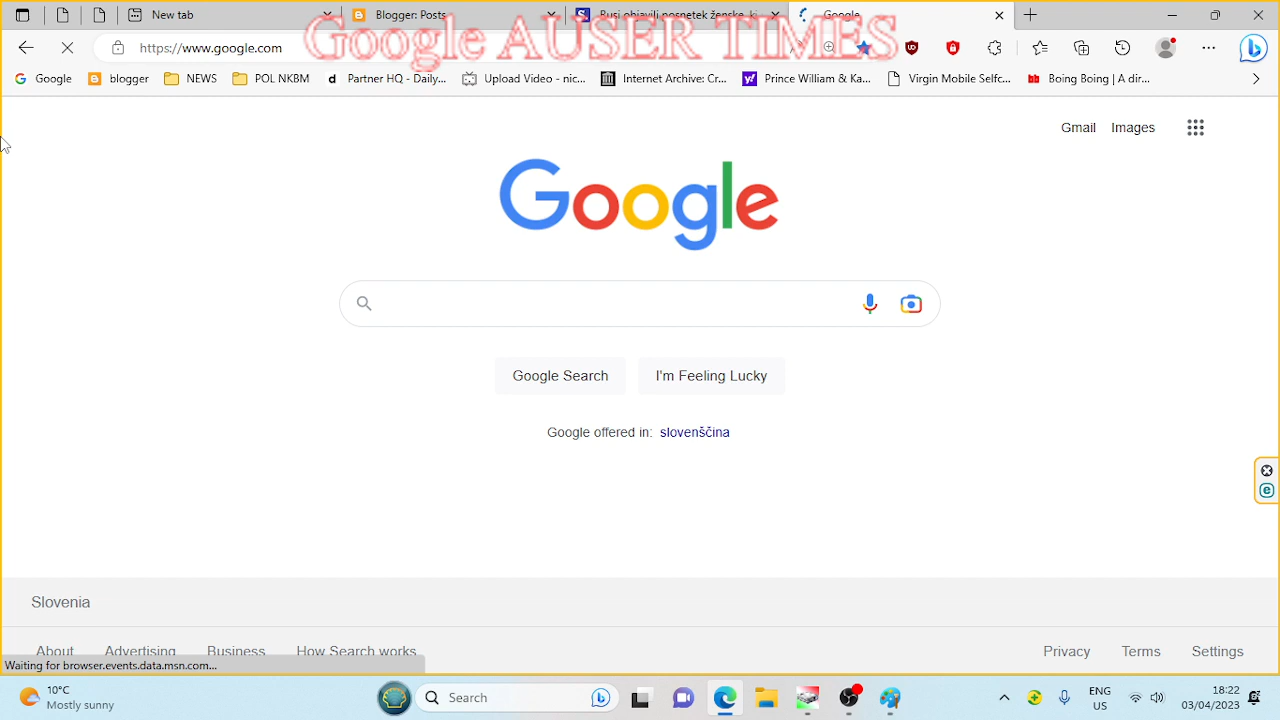 New tab
Blogger: Posts
Rusi objavili posnetek ženske, ki
Google
Google AUSER TIMES
https://www.google.com
Google
blogger
NEWS
POL NKBM
Partner HQ - Daily...
Upload Video - nic...
Internet Archive: Cr...
Prince William & Ka...
Virgin Mobile Selfc...
Boing Boing | A dir...
Gmail
Images
Google
Google Search
I'm Feeling Lucky
Google offered in: slovenščina
Slovenia
About
Advertising
Business
How Search works
Privacy
Terms
Settings
Waiting for browser.events.data.msn.com...
10°C
Mostly sunny
Search
ENG
US
18:22
03/04/2023